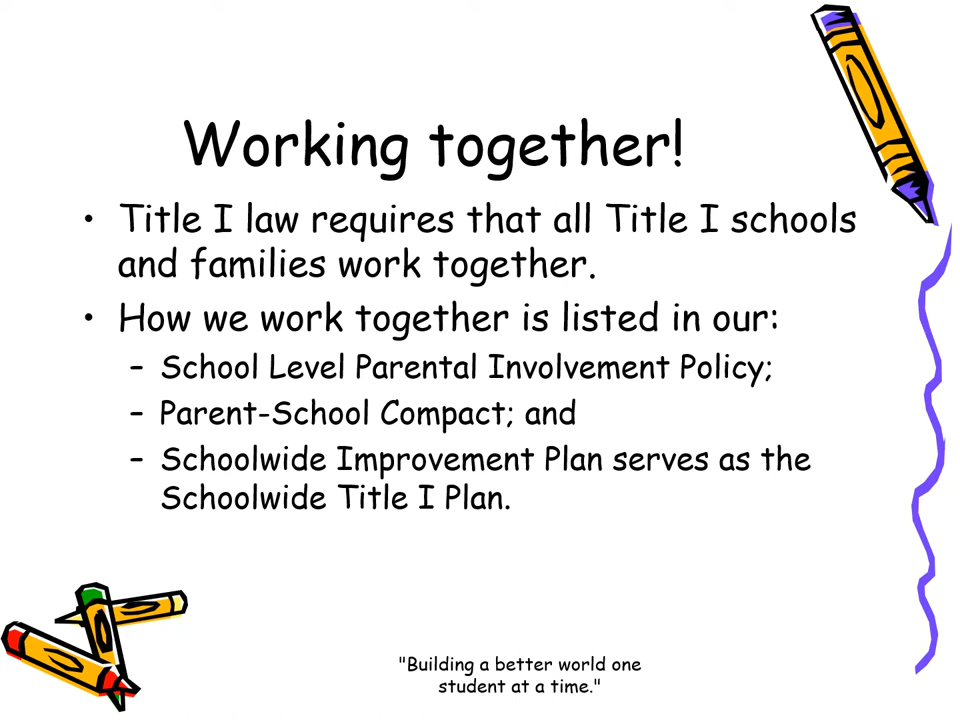 Working together!
• Title I law requires that all Title I schools
and families work together.
• How we work together is listed in our:
– School Level Parental Involvement Policy;
– Parent-School Compact; and
– Schoolwide Improvement Plan serves as the
Schoolwide Title I Plan.
"Building a better world one
student at a time."